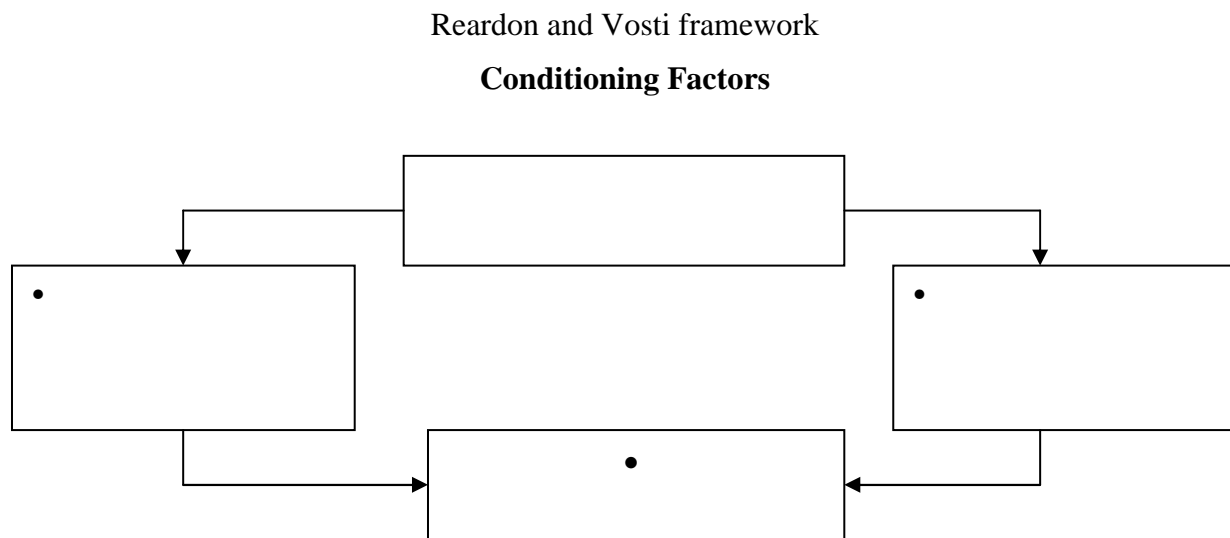 Reardon and Vosti framework
Conditioning Factors
•
•
•